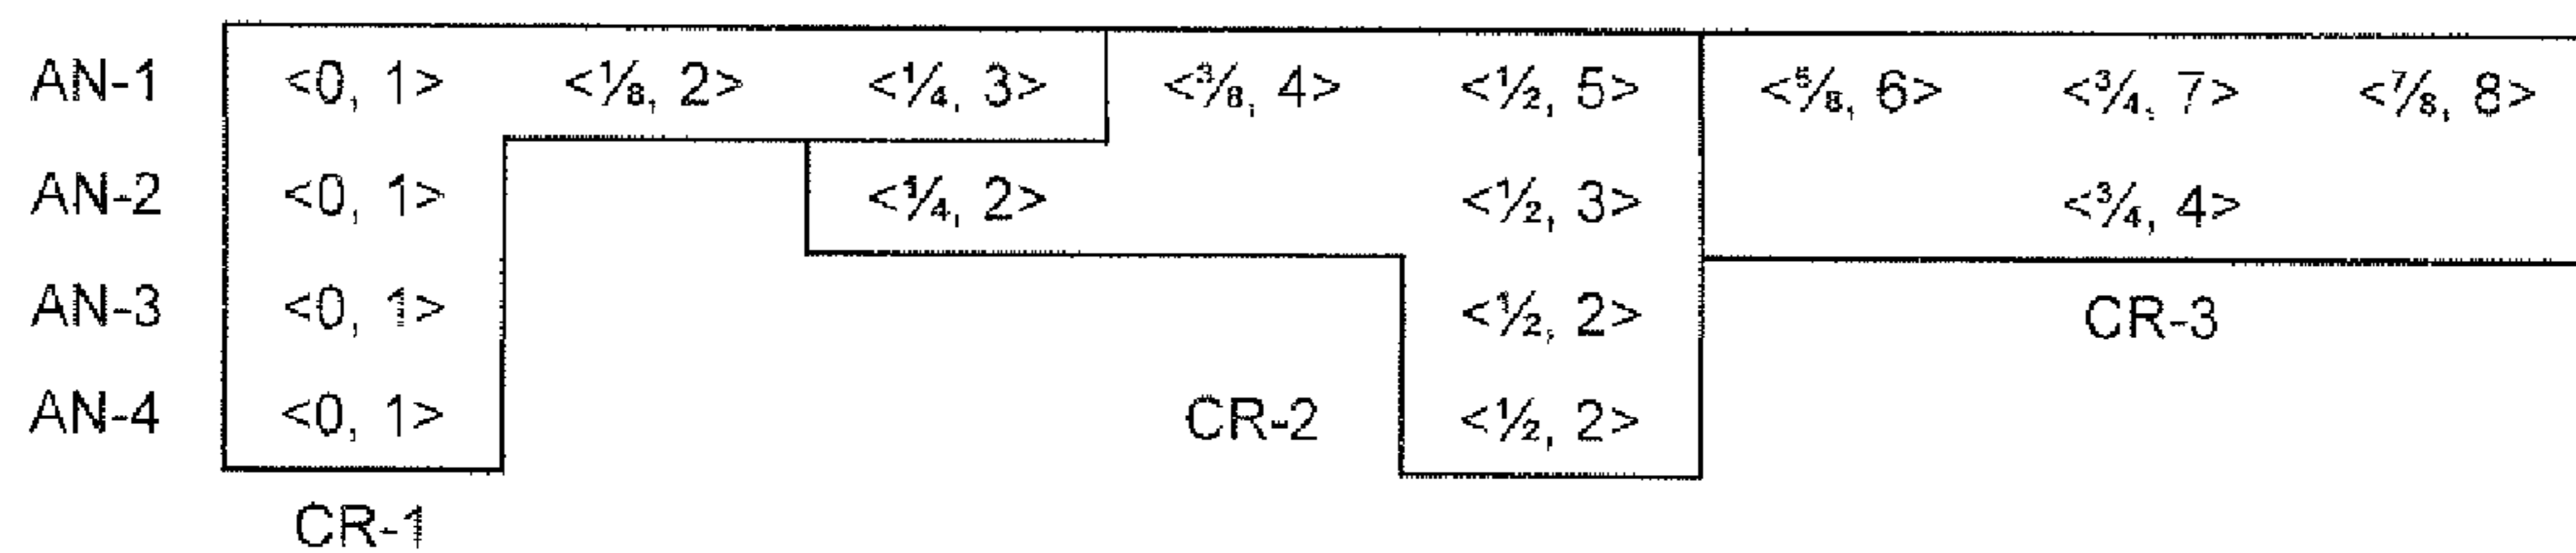 AN-1 <0, 1> <⅛, 2> <¼, 3> <⅜, 4> <½, 5> <⅝, 6> <¾, 7> <⅞, 8>
AN-2 <0, 1> <¼, 2> <½, 3> <¾, 4>
AN-3 <0, 1> <½, 2> CR-3
AN-4 <0, 1> CR-2 <½, 2>
CR-1